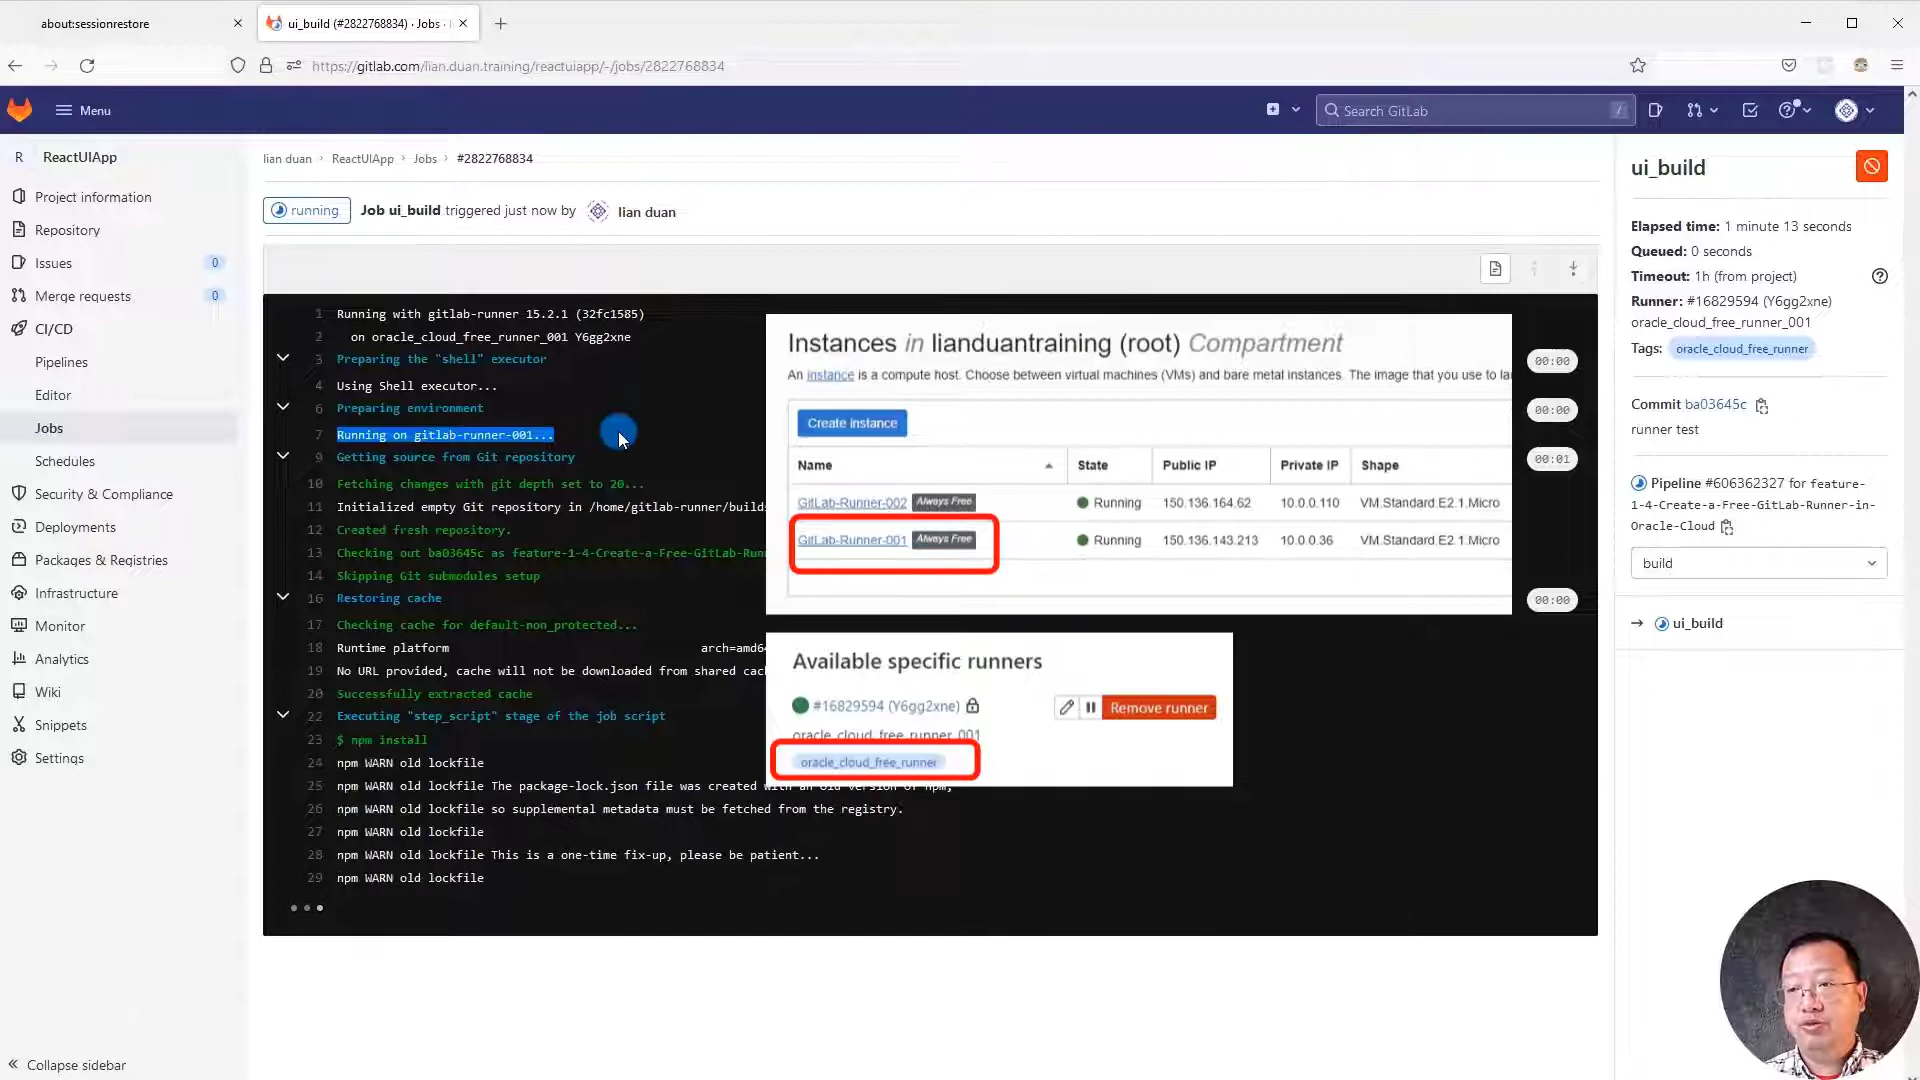 about:sessionrestore
ui_build (#2822768834) · Jobs ·
https://gitlab.com/lian.duan.training/reactuiapp/-/jobs/2822768834
Menu
Search GitLab
/
R ReactUIApp
Project information
Repository
Issues 0
Merge requests 0
CI/CD
Pipelines
Editor
Jobs
Schedules
Security & Compliance
Deployments
Packages & Registries
Infrastructure
Monitor
Analytics
Wiki
Snippets
Settings
Collapse sidebar
lian duan › ReactUIApp › Jobs › #2822768834
running Job ui_build triggered just now by lian duan
1 Running with gitlab-runner 15.2.1 (32fc1585)
2 on oracle_cloud_free_runner_001 Y6gg2xne
3 Preparing the "shell" executor 00:00
4 Using Shell executor...
6 Preparing environment 00:00
7 Running on gitlab-runner-001...
9 Getting source from Git repository 00:01
10 Fetching changes with git depth set to 20...
11 Initialized empty Git repository in /home/gitlab-runner/build
12 Created fresh repository.
13 Checking out ba03645c as feature-1-4-Create-a-Free-GitLab-Run
14 Skipping Git submodules setup
16 Restoring cache 00:00
17 Checking cache for default-non_protected...
18 Runtime platform arch=amd64
19 No URL provided, cache will not be downloaded from shared cac
20 Successfully extracted cache
22 Executing "step_script" stage of the job script
23 $ npm install
24 npm WARN old lockfile
25 npm WARN old lockfile The package-lock.json file was created with an old version of npm,
26 npm WARN old lockfile so supplemental metadata must be fetched from the registry.
27 npm WARN old lockfile
28 npm WARN old lockfile This is a one-time fix-up, please be patient...
29 npm WARN old lockfile
Instances in lianduantraining (root) Compartment
An instance is a compute host. Choose between virtual machines (VMs) and bare metal instances. The image that you use to la
Create Instance
Name State Public IP Private IP Shape
GitLab-Runner-002 Always Free Running 150.136.164.62 10.0.0.110 VM.Standard.E2.1.Micro
GitLab-Runner-001 Always Free Running 150.136.143.213 10.0.0.36 VM.Standard.E2.1.Micro
Available specific runners
#16829594 (Y6gg2xne) Remove runner
oracle_cloud_free_runner_001
oracle_cloud_free_runner
ui_build
Elapsed time: 1 minute 13 seconds
Queued: 0 seconds
Timeout: 1h (from project)
Runner: #16829594 (Y6gg2xne)
oracle_cloud_free_runner_001
Tags: oracle_cloud_free_runner
Commit ba03645c
runner test
Pipeline #606362327 for feature-
1-4-Create-a-Free-GitLab-Runner-in-
Oracle-Cloud
build
ui_build